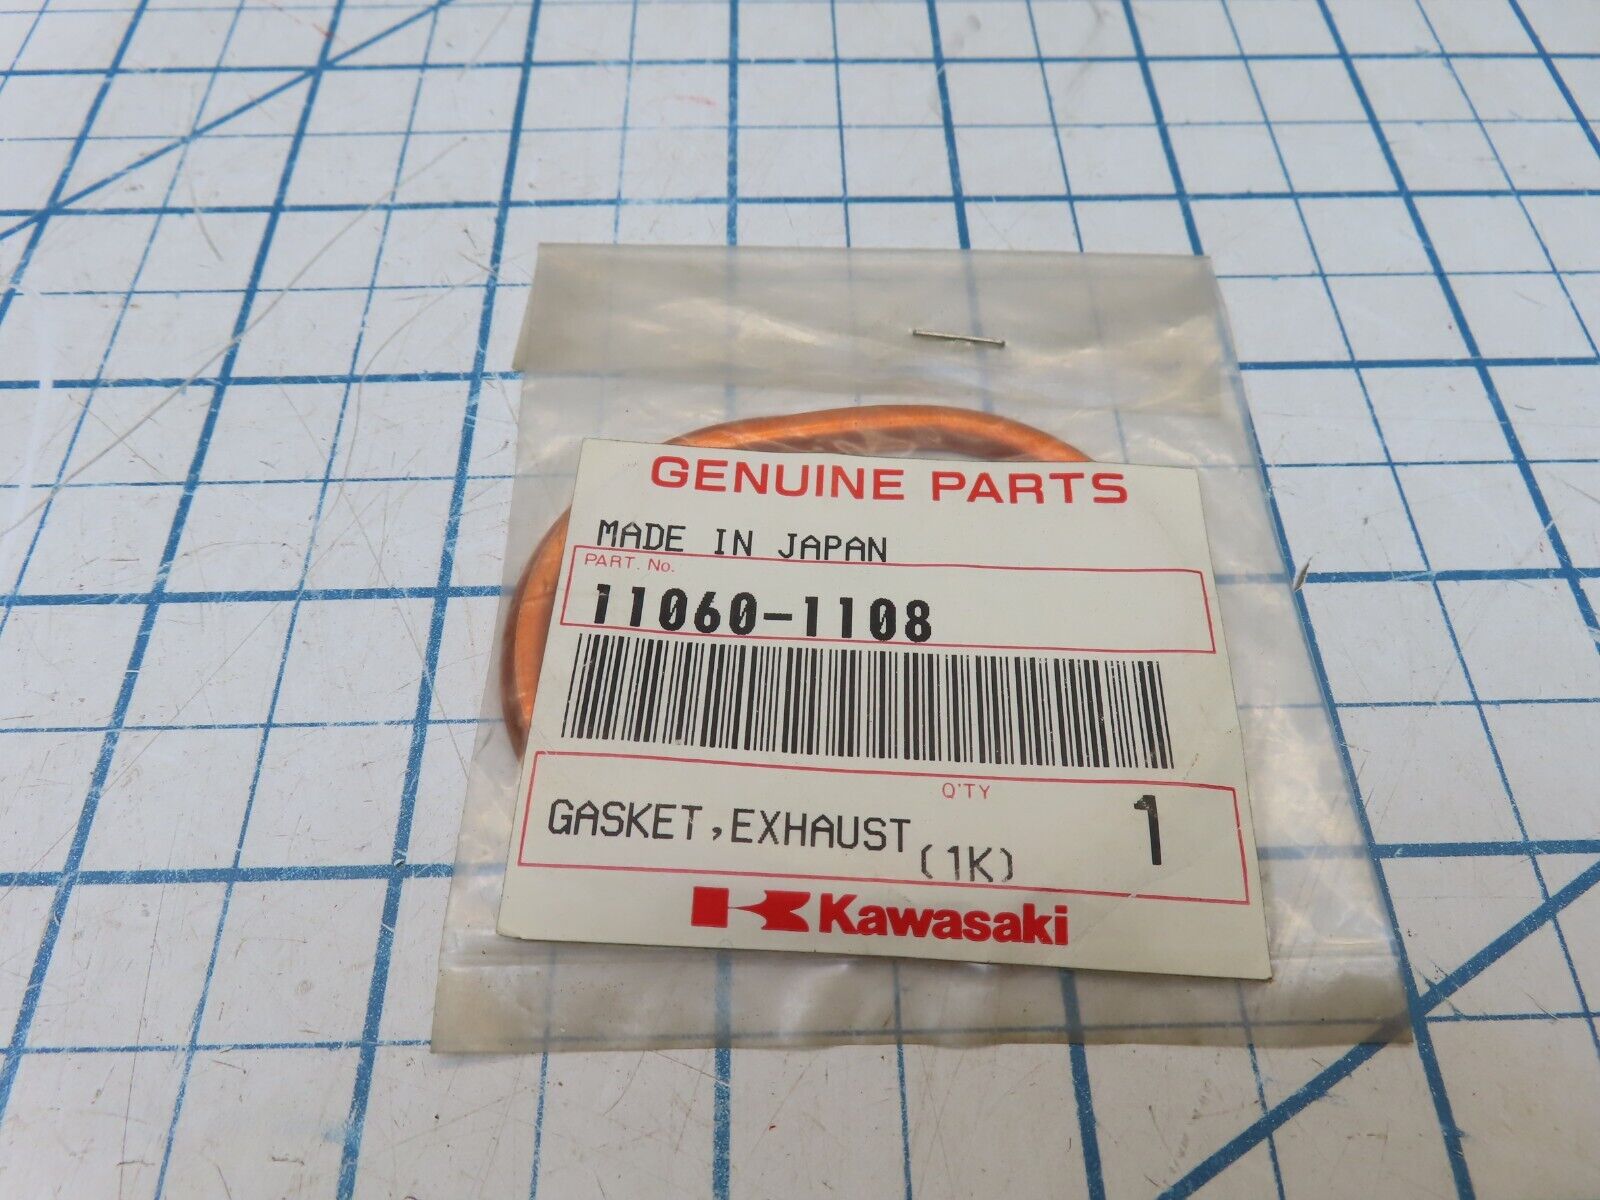 GENUINE PARTS
MADE IN JAPAN
PART. No.
11060-1108
Q'TY
GASKET,EXHAUST (1K) 1
Kawasaki